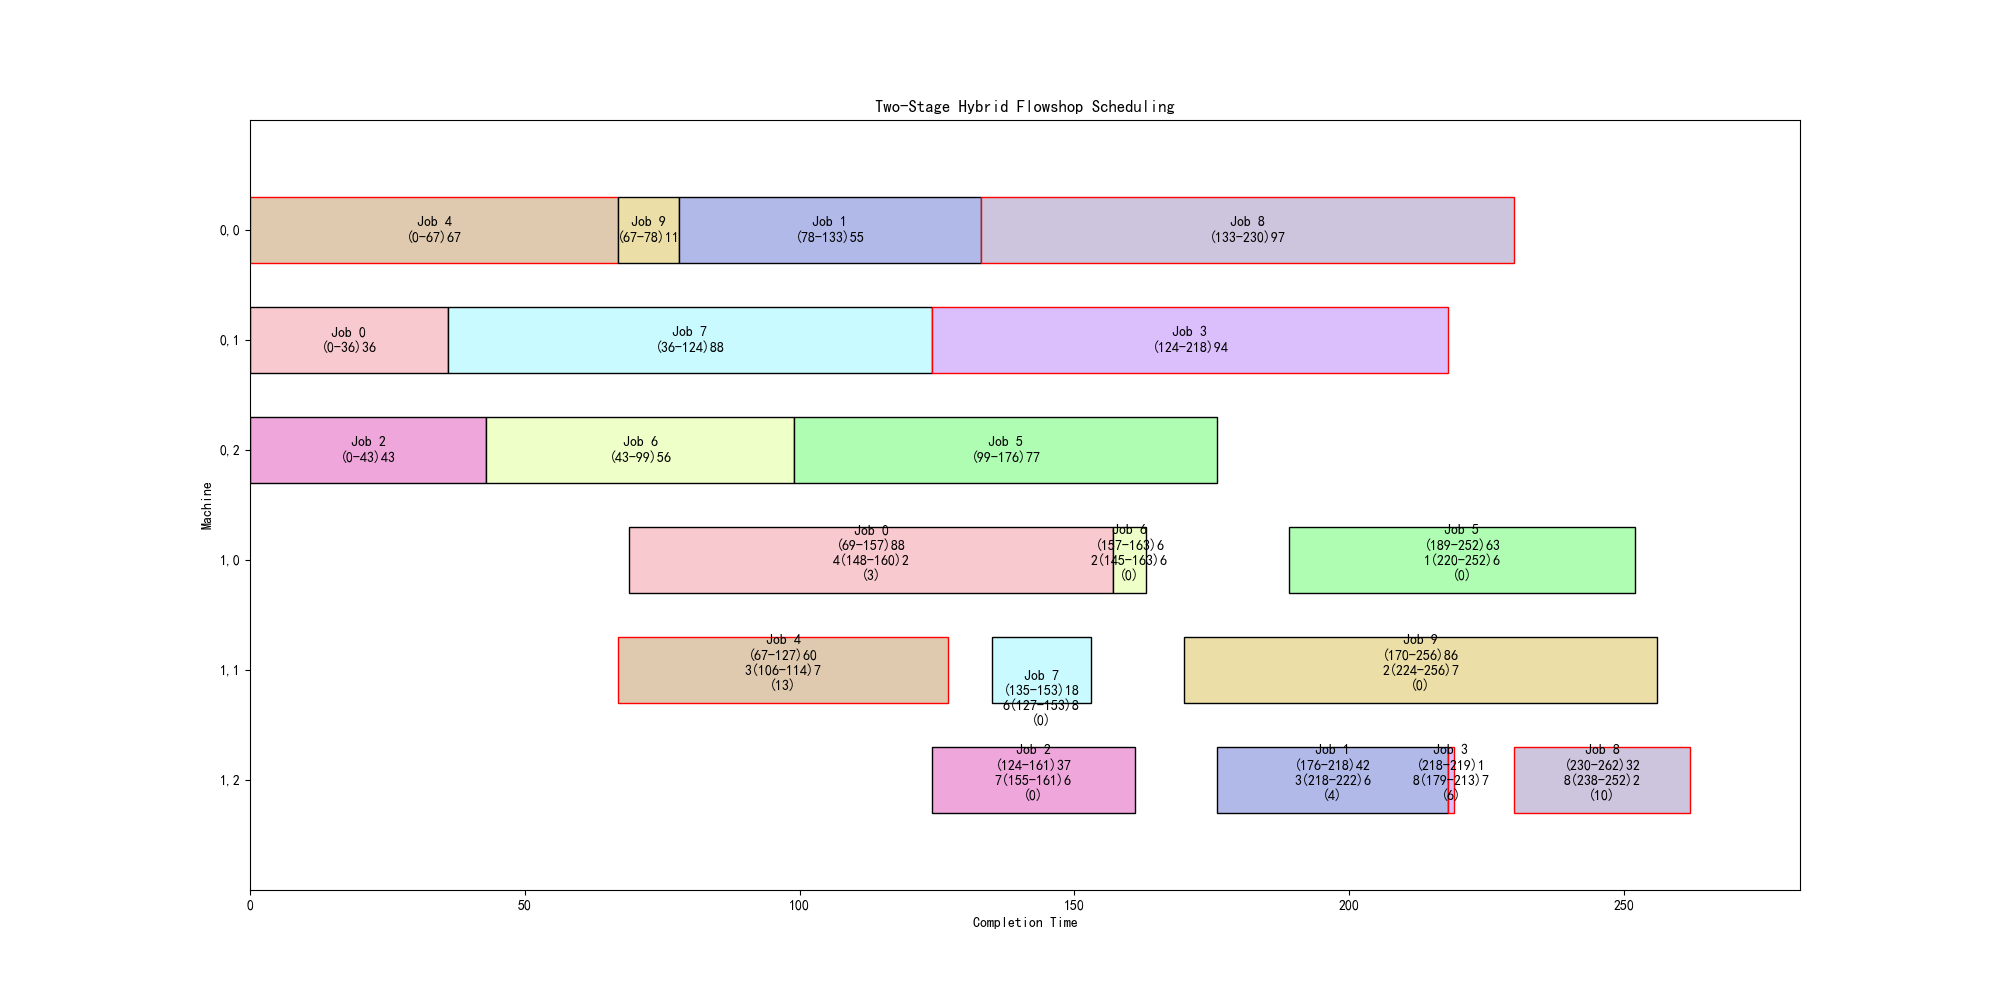 Two-Stage Hybrid Flowshop Scheduling
0,0
Job 4
(0-67)67
Job 9
(67-78)11
Job 1
(78-133)55
Job 8
(133-230)97
0,1
Job 0
(0-36)36
Job 7
(36-124)88
Job 3
(124-218)94
0,2
Job 2
(0-43)43
Job 6
(43-99)56
Job 5
(99-176)77
Machine
1,0
Job 0
(69-157)88
4(148-160)2
(3)
Job 6
(157-163)6
2(145-163)6
(0)
Job 5
(189-252)63
1(220-252)6
(0)
1,1
Job 4
(67-127)60
3(106-114)7
(13)
Job 7
(135-153)18
6(127-153)8
(0)
Job 9
(170-256)86
2(224-256)7
(0)
1,2
Job 2
(124-161)37
7(155-161)6
(0)
Job 1
(176-218)42
3(218-222)6
(4)
Job 3
(218-219)1
8(179-213)7
(6)
Job 8
(230-262)32
8(238-252)2
(10)
0
50
100
150
200
250
Completion Time